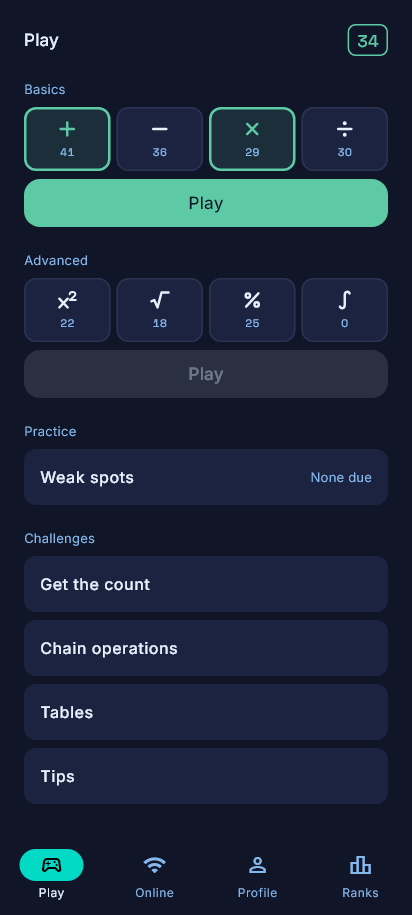 Play
34
Basics
+ − × ÷
41 36 29 30
Play
Advanced
x² √ % ∫
22 18 25 0
Play
Practice
Weak spots None due
Challenges
Get the count
Chain operations
Tables
Tips
Play Online Profile Ranks